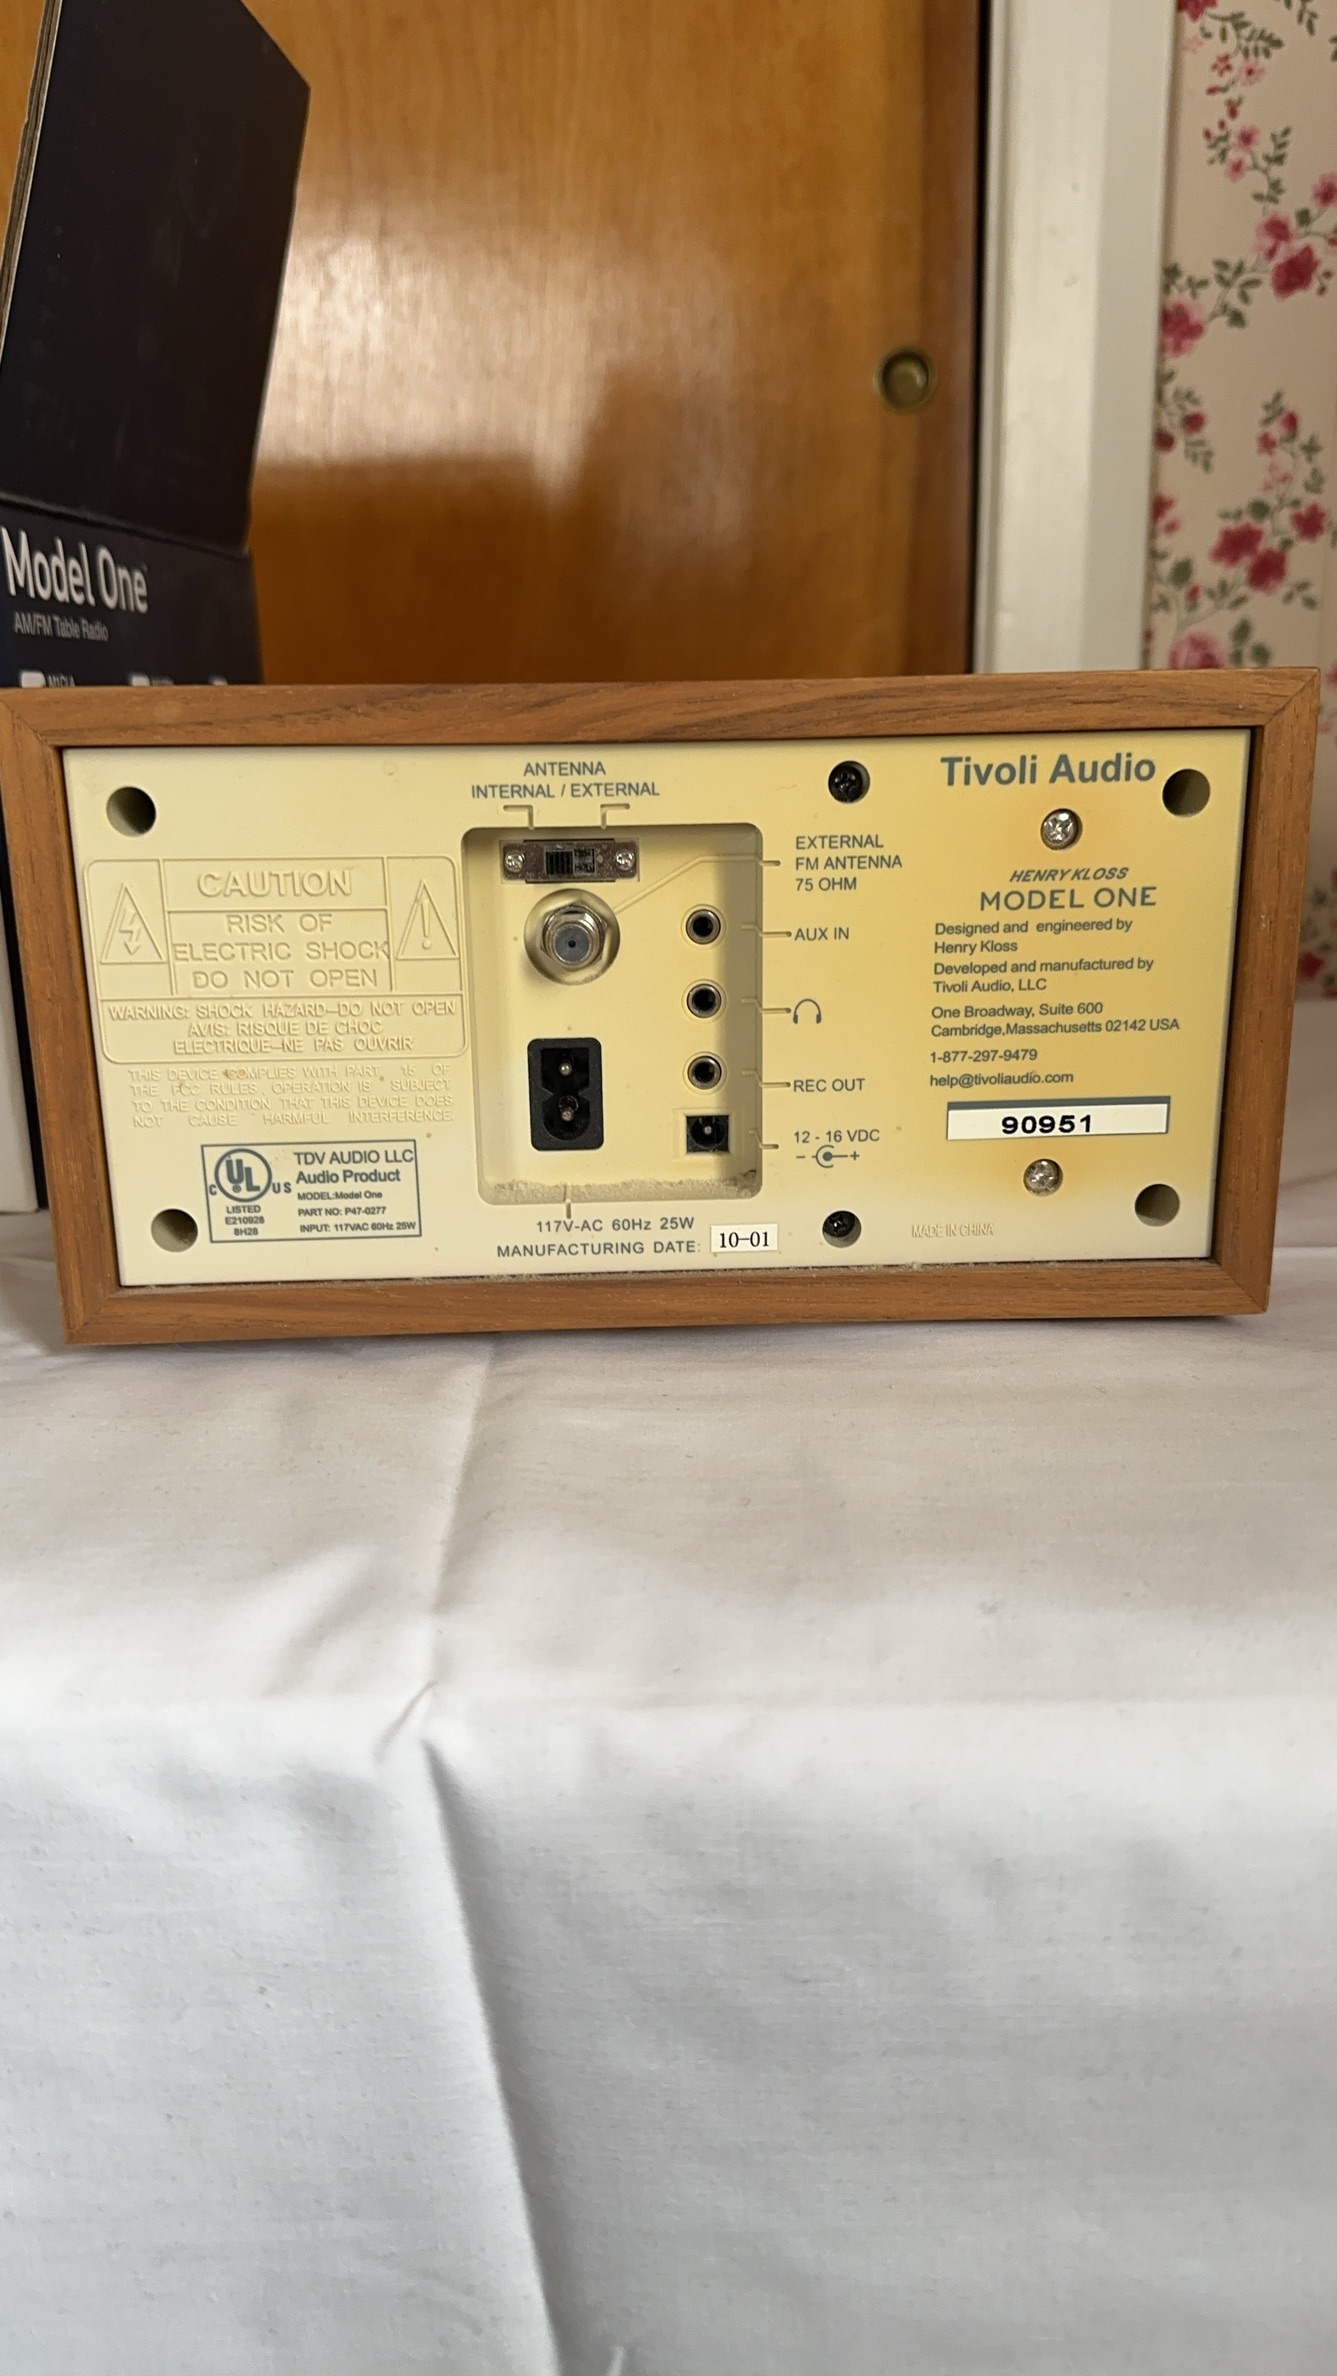 Model One
AM/FM Table Radio
ANTENNA
INTERNAL / EXTERNAL
CAUTION
RISK OF
ELECTRIC SHOCK
DO NOT OPEN
WARNING: SHOCK HAZARD-DO NOT OPEN
AVIS: RISQUE DE CHOC
ELECTRIQUE-NE PAS OUVRIR
THIS DEVICE COMPLIES WITH PART 15 OF
THE FCC RULES. OPERATION IS SUBJECT
TO THE CONDITION THAT THIS DEVICE DOES
NOT CAUSE HARMFUL INTERFERENCE.
C UL US
LISTED
E210928
8H28
TDV AUDIO LLC
Audio Product
MODEL:Model One
PART NO: P47-0277
INPUT: 117VAC 60Hz 25W
EXTERNAL
FM ANTENNA
75 OHM
AUX IN
REC OUT
12 - 16 VDC
- +
117V-AC 60Hz 25W
MANUFACTURING DATE: 10-01
Tivoli Audio
HENRY KLOSS
MODEL ONE
Designed and engineered by
Henry Kloss
Developed and manufactured by
Tivoli Audio, LLC
One Broadway, Suite 600
Cambridge,Massachusetts 02142 USA
1-877-297-9479
help@tivoliaudio.com
90951
MADE IN CHINA